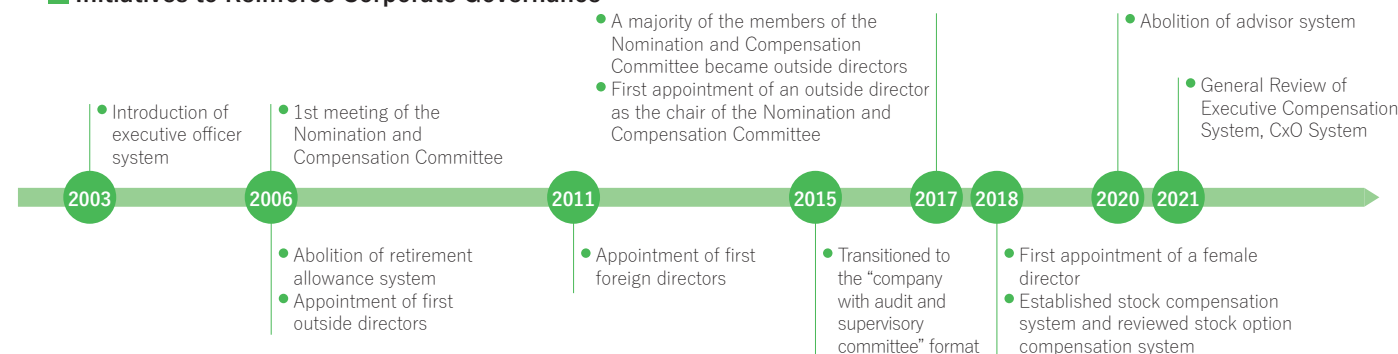 Initiatives to Reinforce Corporate Governance
● A majority of the members of the
Nomination and Compensation
Committee became outside directors
● First appointment of an outside director
as the chair of the Nomination and
Compensation Committee
● Abolition of advisor system
● General Review of
Executive Compensation
System, CxO System
● Introduction of
executive officer
system
● 1st meeting of the
Nomination and
Compensation Committee
2003
2006
2011
2015
2017
2018
2020
2021
● Abolition of retirement
allowance system
● Appointment of first
outside directors
● Appointment of first
foreign directors
● Transitioned to
the “company
with audit and
supervisory
committee” format
● First appointment of a female
director
● Established stock compensation
system and reviewed stock option
compensation system